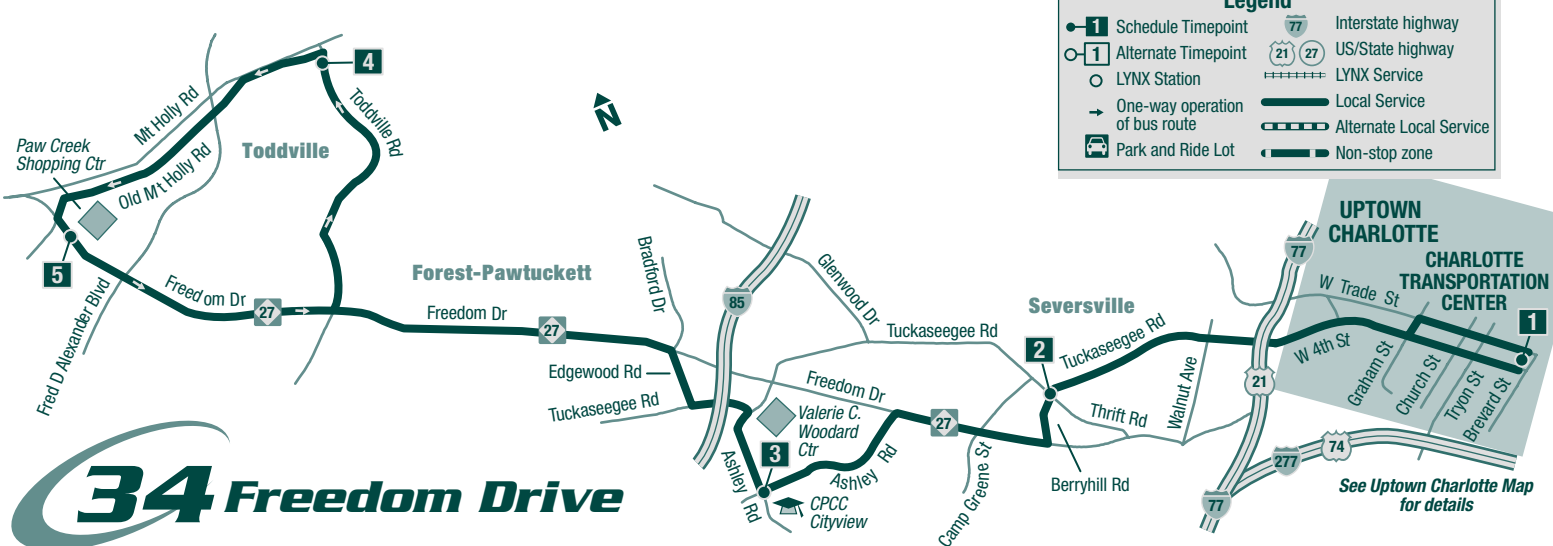 Legend
1 Schedule Timepoint
1 Alternate Timepoint
LYNX Station
One-way operation
of bus route
Park and Ride Lot
77 Interstate highway
21 27 US/State highway
LYNX Service
Local Service
Alternate Local Service
Non-stop zone
4
Mt Holly Rd
Toddville Rd
N
Paw Creek
Shopping Ctr
Toddville
Old Mt Holly Rd
5
Freedom Dr
27
Fred D Alexander Blvd
Forest-Pawtuckett
Freedom Dr
27
Bradford Dr
85
Glenwood Dr
Edgewood Rd
Tuckaseegee Rd
Tuckaseegee Rd
Freedom Dr
Valerie C.
Woodard
Ctr
3
Ashley Rd
Ashley Rd
CPCC
Cityview
27
Camp Greene St
Seversville
2
Tuckaseegee Rd
Thrift Rd
Berryhill Rd
Walnut Ave
77
21
UPTOWN
CHARLOTTE
CHARLOTTE
TRANSPORTATION
CENTER
1
W Trade St
W 4th St
Graham St
Church St
Tryon St
Brevard St
74
277
77
See Uptown Charlotte Map
for details
34 Freedom Drive